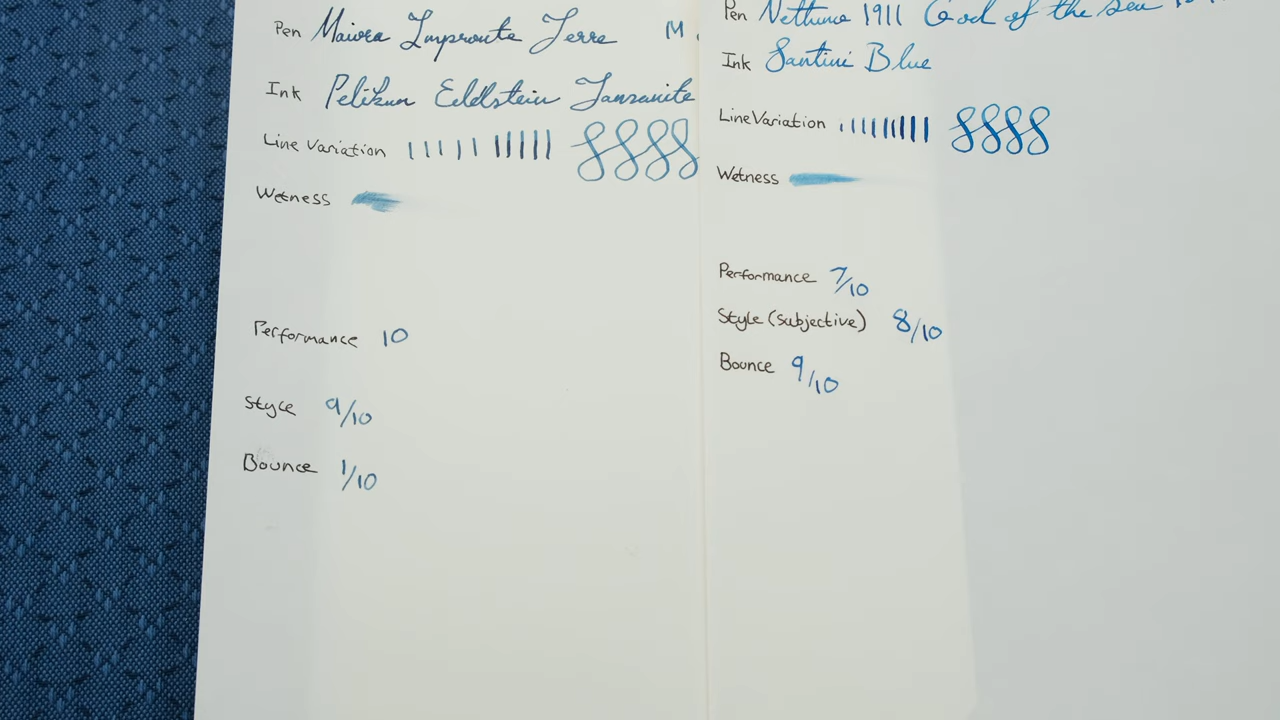 Pen Maiora Impronte Terre M
Ink Pelikan Edelstein Tanzanite
Line Variation
Wetness
Performance 10
Style 9/10
Bounce 1/10
Pen Nettuno 1911 God of the Sea
Ink Santini Blue
Line Variation
Wetness
Performance 7/10
Style (subjective) 8/10
Bounce 9/10